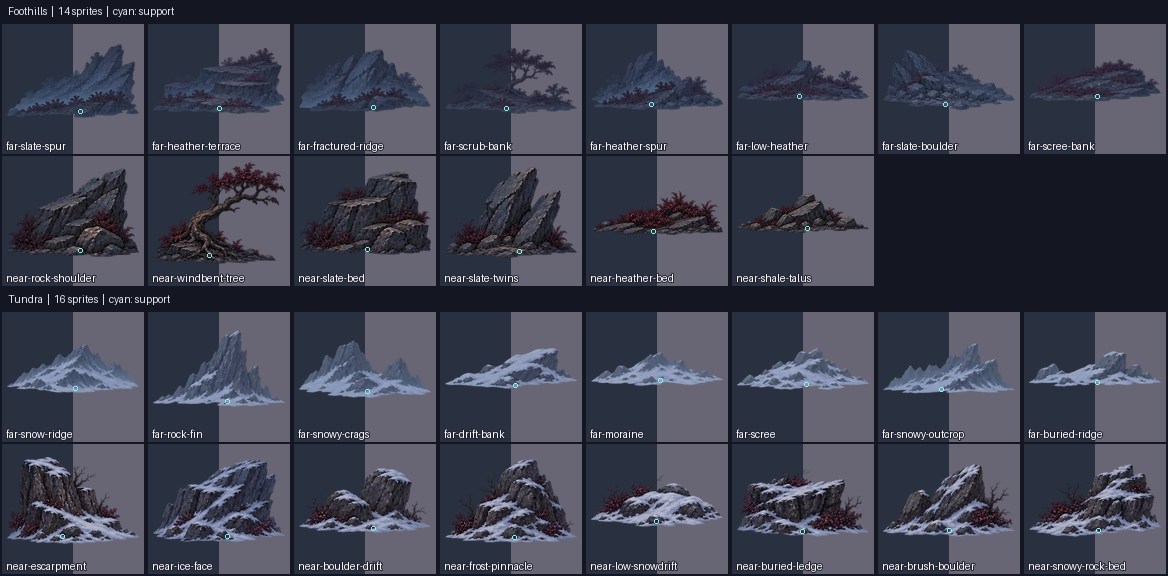 Foothills | 14 sprites | cyan: support
far-slate-spur
far-heather-terrace
far-fractured-ridge
far-scrub-bank
far-heather-spur
far-low-heather
far-slate-boulder
far-scree-bank
near-rock-shoulder
near-windbent-tree
near-slate-bed
near-slate-twins
near-heather-bed
near-shale-talus
Tundra | 16 sprites | cyan: support
far-snow-ridge
far-rock-fin
far-snowy-crags
far-drift-bank
far-moraine
far-scree
far-snowy-outcrop
far-buried-ridge
near-escarpment
near-ice-face
near-boulder-drift
near-frost-pinnacle
near-low-snowdrift
near-buried-ledge
near-brush-boulder
near-snowy-rock-bed